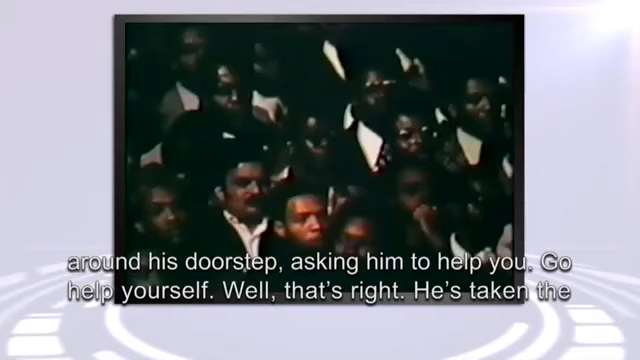 around his doorstep, asking him to help you. Go
help yourself. Well, that's right. He's taken the